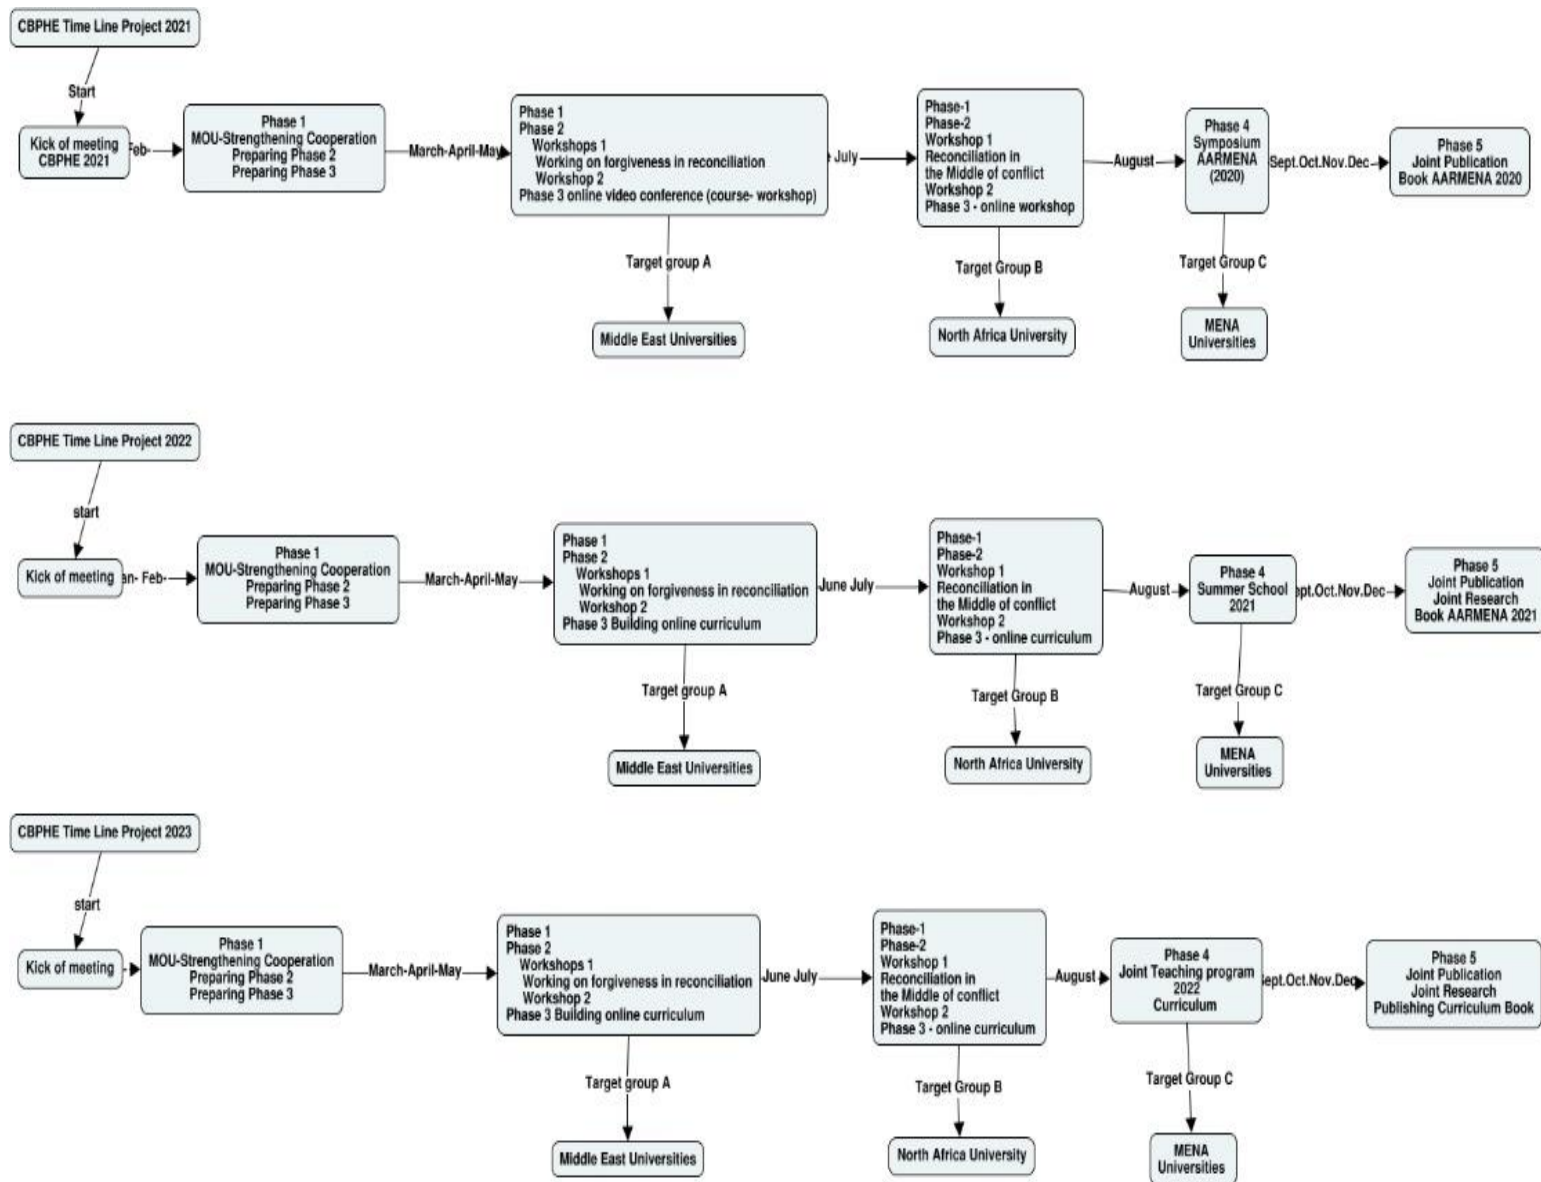 CBPHE Time Line Project 2021
Start
Kick of meeting
CBPHE 2021
Phase 1
MOU-Strengthening Cooperation
Preparing Phase 2
Preparing Phase 3
March-April-May
Phase 1
Phase 2
Workshops 1
Working on forgiveness in reconciliation
Workshop 2
Phase 3 online video conference (course- workshop)
July
Phase-1
Phase-2
Workshop 1
Reconciliation in
the Middle of conflict
Workshop 2
Phase 3 - online workshop
August
Phase 4
Symposium
AARMENA
(2020)
Sept.Oct.Nov.Dec
Phase 5
Joint Publication
Book AARMENA 2020
Target group A
Target Group B
Target Group C
Middle East Universities
North Africa University
MENA
Universities
CBPHE Time Line Project 2022
start
Kick of meeting
Feb-
Phase 1
MOU-Strengthening Cooperation
Preparing Phase 2
Preparing Phase 3
March-April-May
Phase 1
Phase 2
Workshops 1
Working on forgiveness in reconciliation
Workshop 2
Phase 3 Building online curriculum
June July
Phase-1
Phase-2
Workshop 1
Reconciliation in
the Middle of conflict
Workshop 2
Phase 3 - online curriculum
August
Phase 4
Summer School
2021
ept.Oct.Nov.Dec
Phase 5
Joint Publication
Joint Research
Book AARMENA 2021
Target group A
Target Group B
Target Group C
Middle East Universities
North Africa University
MENA
Universities
CBPHE Time Line Project 2023
start
Kick of meeting
Phase 1
MOU-Strengthening Cooperation
Preparing Phase 2
Preparing Phase 3
March-April-May
Phase 1
Phase 2
Workshops 1
Working on forgiveness in reconciliation
Workshop 2
Phase 3 Building online curriculum
June July
Phase-1
Phase-2
Workshop 1
Reconciliation in
the Middle of conflict
Workshop 2
Phase 3 - online curriculum
August
Phase 4
Joint Teaching program
2022
Curriculum
ept.Oct.Nov.Dec
Phase 5
Joint Publication
Joint Research
Publishing Curriculum Book
Target group A
Target Group B
Target Group C
Middle East Universities
North Africa University
MENA
Universities